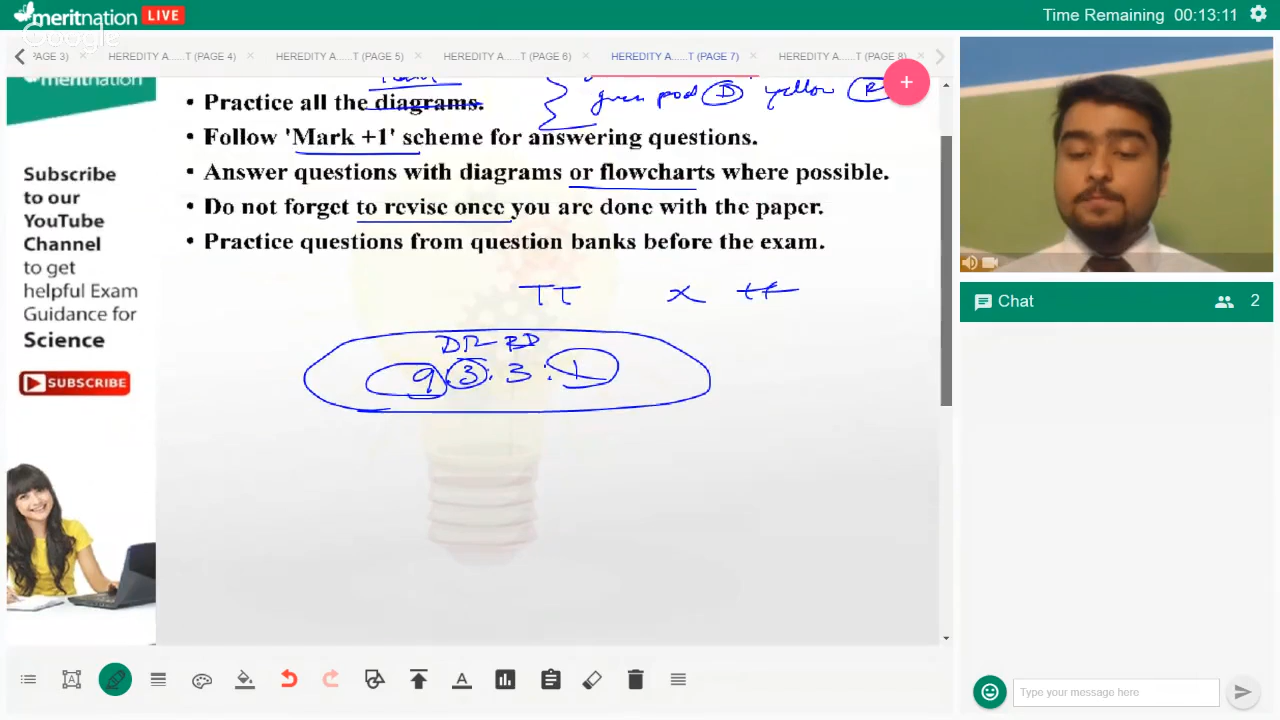 meritnation LIVE
Google
Time Remaining 00:13:11
PAGE 3) × HEREDITY A......T (PAGE 4) × HEREDITY A......T (PAGE 5) × HEREDITY A......T (PAGE 6) × HEREDITY A......T (PAGE 7) × HEREDITY A......T (PAGE 8) ×
meritnation
green pod D yellow R
• Practice all the diagrams.
• Follow 'Mark +1' scheme for answering questions.
• Answer questions with diagrams or flowcharts where possible.
• Do not forget to revise once you are done with the paper.
• Practice questions from question banks before the exam.
TT x tt
DR RD
9:3:3:1
Subscribe
to our
YouTube
Channel
to get
helpful Exam
Guidance for
Science
SUBSCRIBE
Chat 2
Type your message here